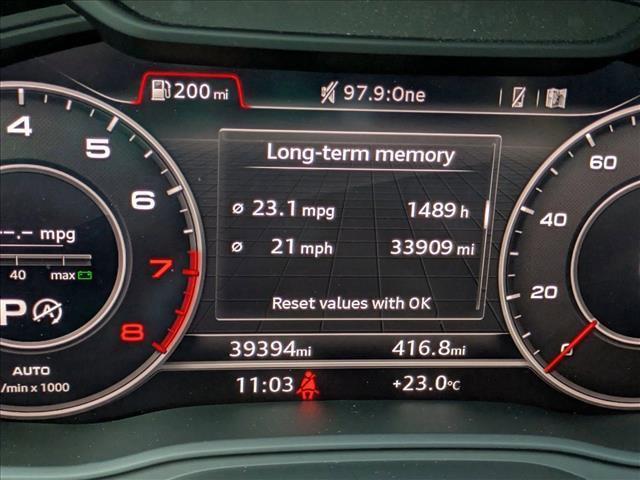 200 mi
97.9:One
4
5
6
7
8
--.- mpg
40 max
P
A
AUTO
/min x 1000
Long-term memory
ø 23.1 mpg 1489 h
ø 21 mph 33909 mi
Reset values with OK
39394mi 416.8mi
11:03 +23.0°C
60
40
20
0